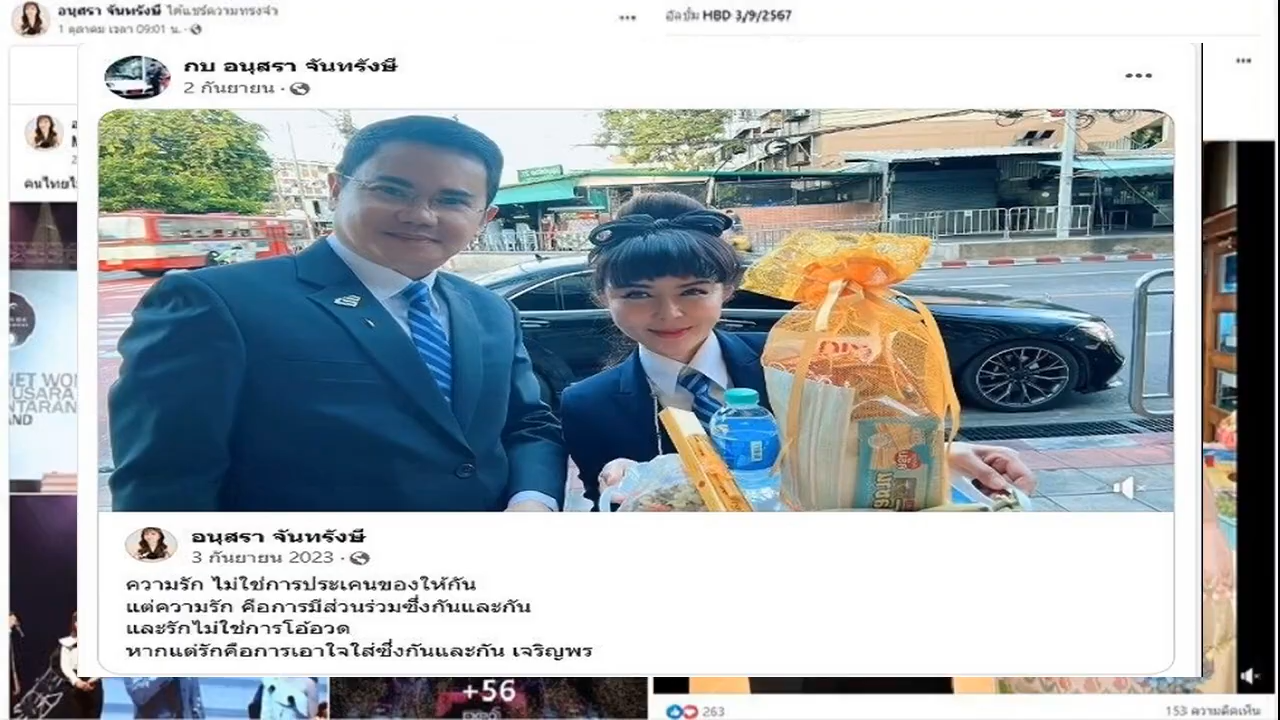 อนุสรา จันทรังษี ได้แชร์ความทรงจำ
1 ตุลาคม เวลา 09:01 น. ·
อัลบั้ม HBD 3/9/2567
กบ อนุสรา จันทรังษี
2 กันยายน ·
คนไทยใ
NET WO
USARA
NTARAN
AND
อนุสรา จันทรังษี
3 กันยายน 2023 ·
ความรัก ไม่ใช่การประเคนของให้กัน
แต่ความรัก คือการมีส่วนร่วมซึ่งกันและกัน
และรักไม่ใช่การโอ้อวด
หากแต่รักคือการเอาใจใส่ซึ่งกันและกัน เจริญพร
+56
263
153 ความคิดเห็น